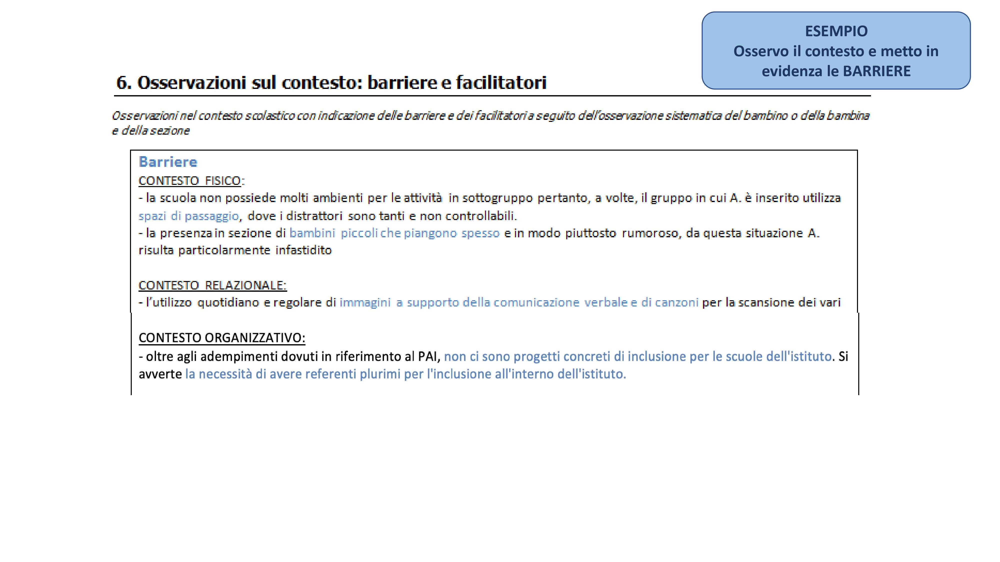 ESEMPIO
Osservo il contesto e metto in
evidenza le BARRIERE
6. Osservazioni sul contesto: barriere e facilitatori
Osservazioni nel contesto scolastico con indicazione delle barriere e dei facilitatori a seguito dell'osservazione sistematica del bambino o della bambina
e della sezione
Barriere
CONTESTO FISICO:
- la scuola non possiede molti ambienti per le attività in sottogruppo pertanto, a volte, il gruppo in cui A. è inserito utilizza
spazi di passaggio, dove i distrattori sono tanti e non controllabili.
- la presenza in sezione di bambini piccoli che piangono spesso e in modo piuttosto rumoroso, da questa situazione A.
risulta particolarmente infastidito
CONTESTO RELAZIONALE:
- l'utilizzo quotidiano e regolare di immagini a supporto della comunicazione verbale e di canzoni per la scansione dei vari
CONTESTO ORGANIZZATIVO:
- oltre agli adempimenti dovuti in riferimento al PAI, non ci sono progetti concreti di inclusione per le scuole dell'istituto. Si
avverte la necessità di avere referenti plurimi per l'inclusione all'interno dell'istituto.